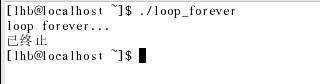 [lhb@localhost ~]$ ./loop_forever
loop forever...
已终止
[lhb@localhost ~]$